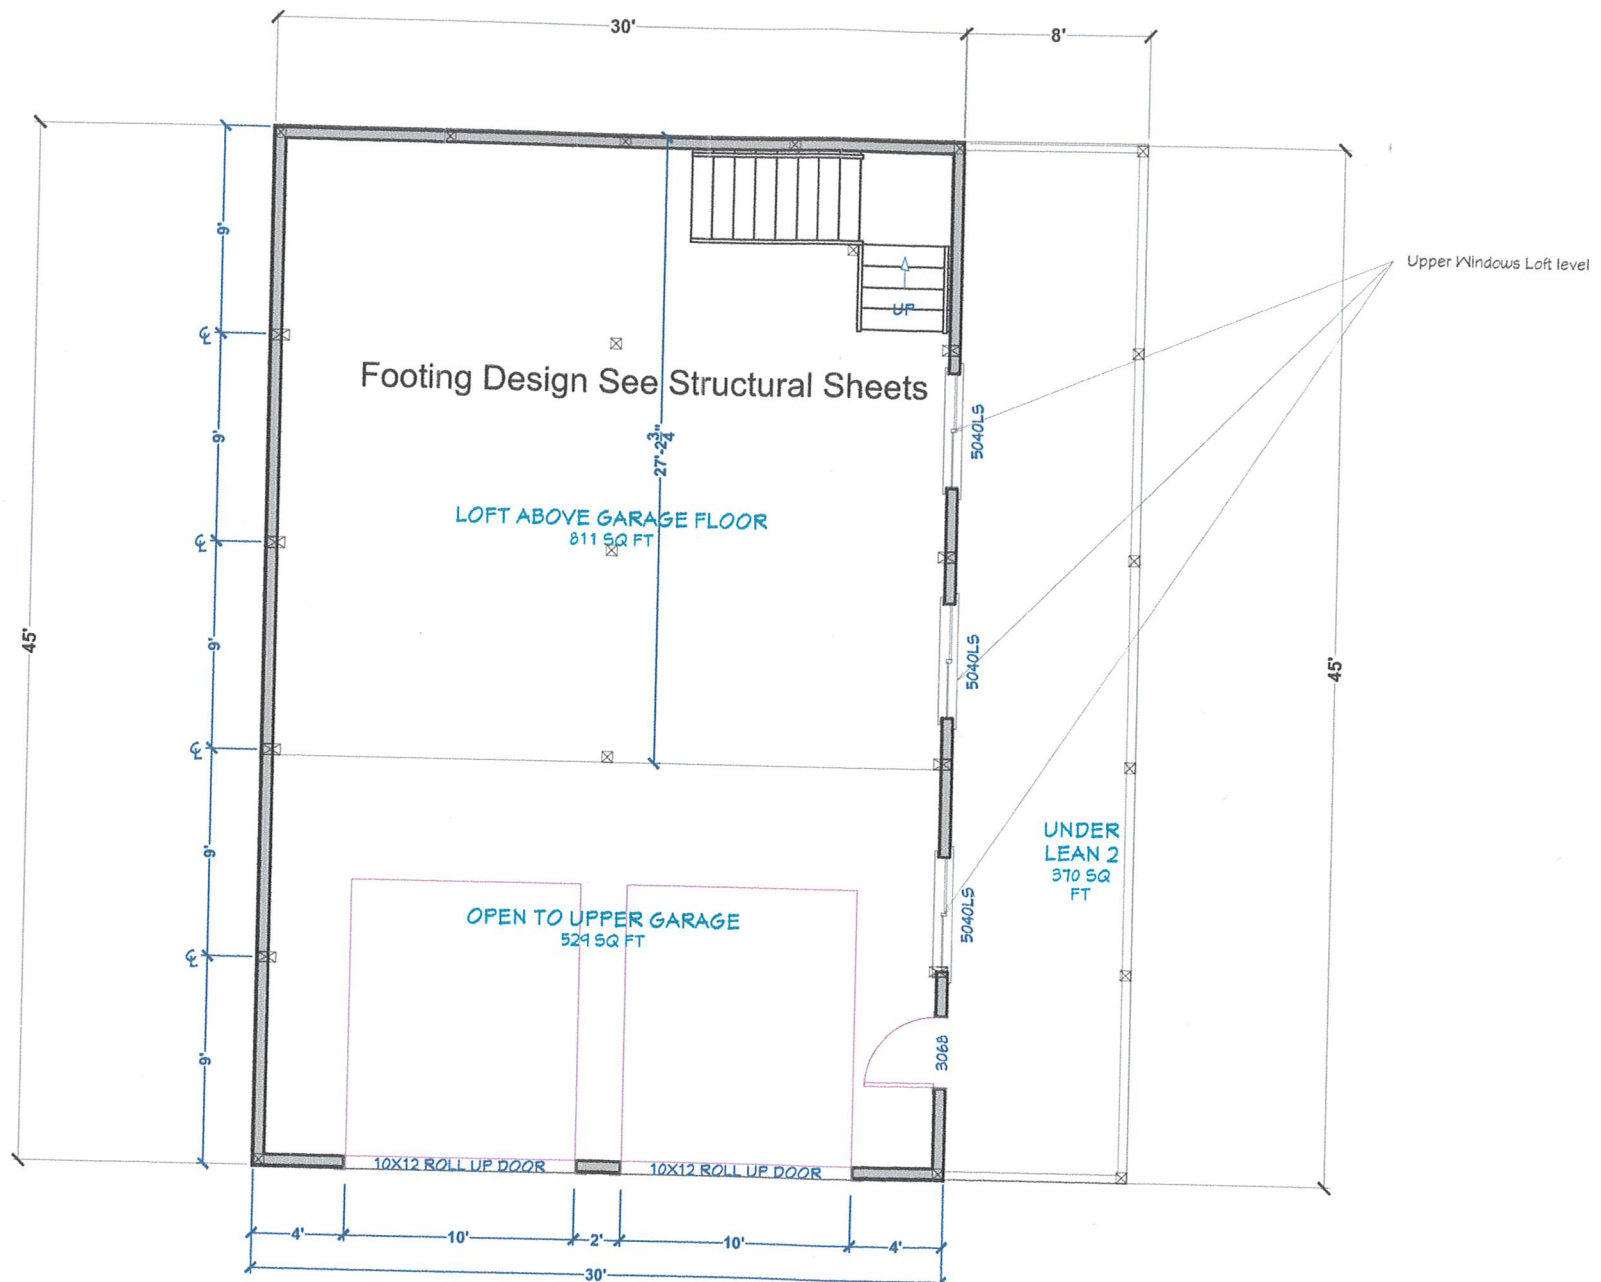 30'
8'
9'
Upper Windows Loft level
UP
℄
Footing Design See Structural Sheets
5040LS
9'
27'-2 3/4"
LOFT ABOVE GARAGE FLOOR
811 SQ FT
℄
45'
9'
5040LS
45'
℄
9'
UNDER
LEAN 2
370 SQ
FT
OPEN TO UPPER GARAGE
529 SQ FT
5040LS
℄
9'
3068
10X12 ROLL UP DOOR
10X12 ROLL UP DOOR
4'
10'
2'
10'
4'
30'